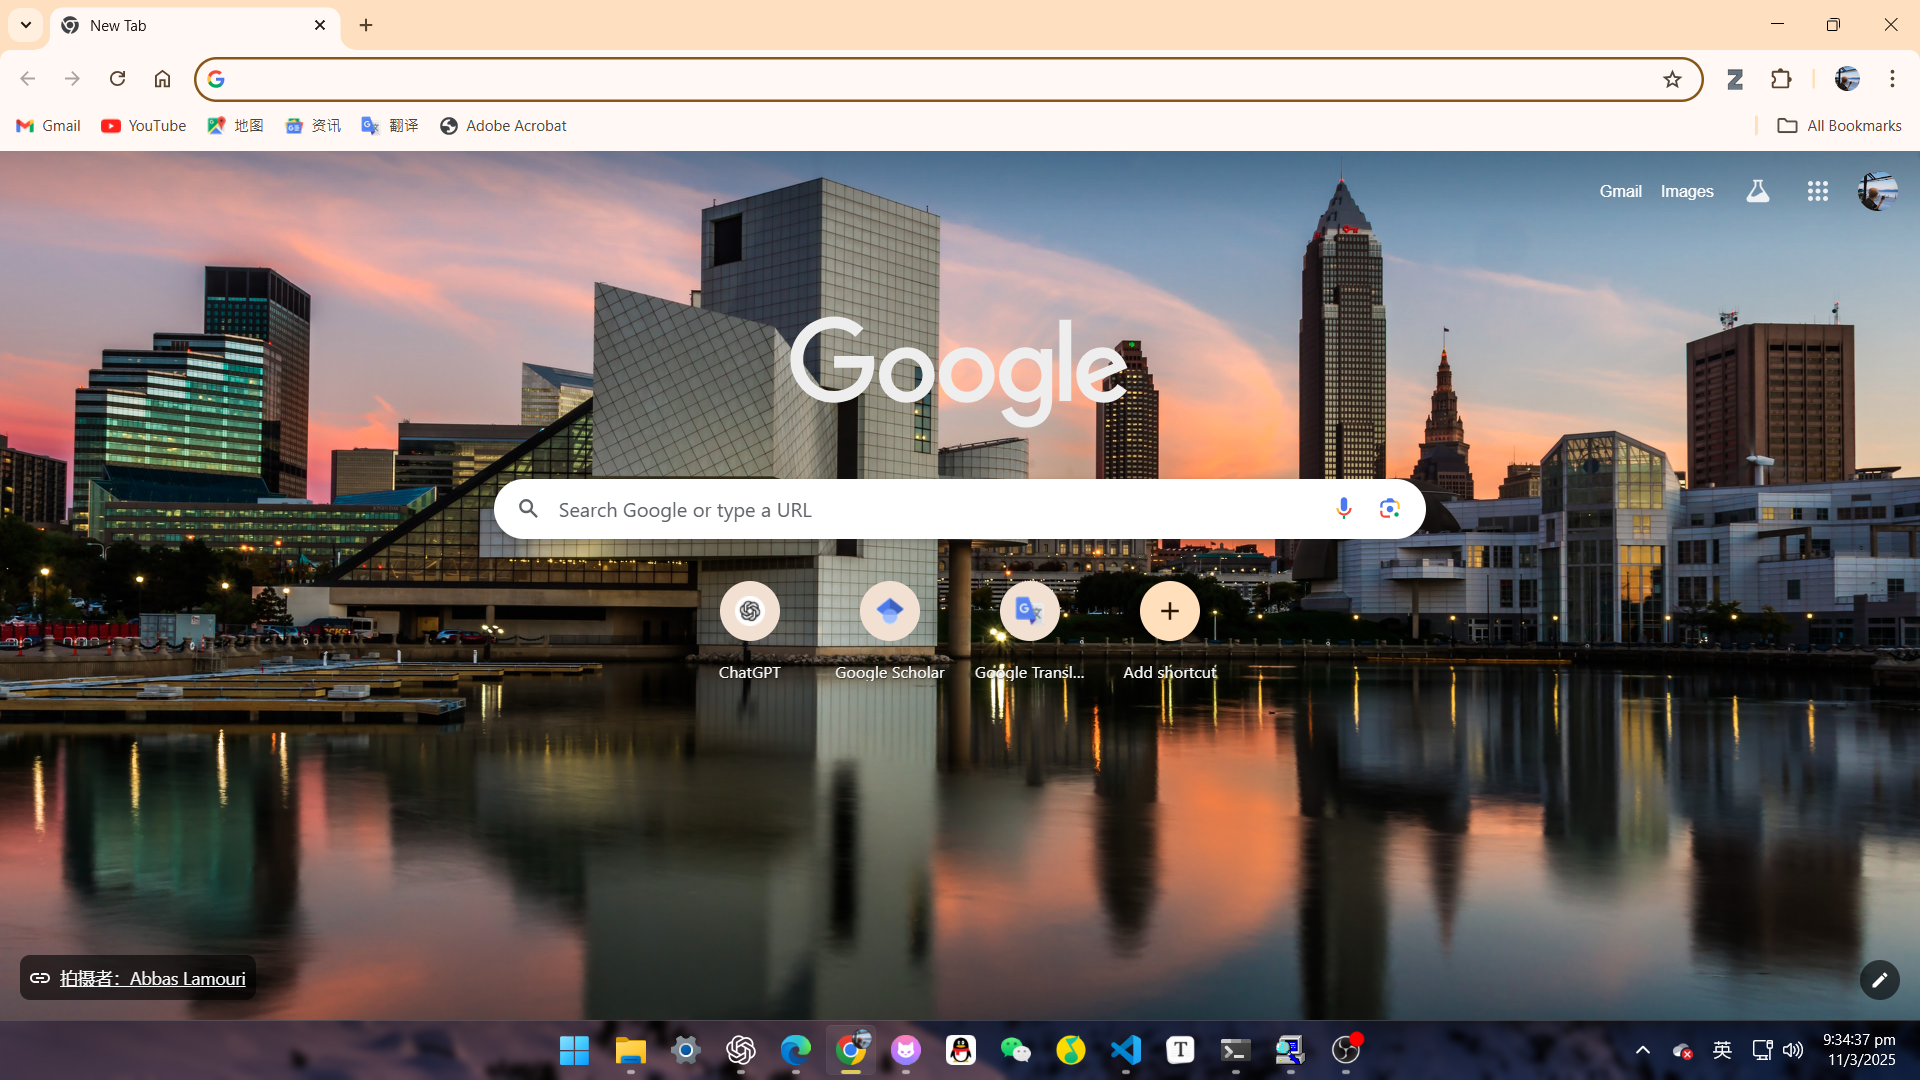 New Tab
Gmail
YouTube
地图
资讯
翻译
Adobe Acrobat
All Bookmarks
Gmail
Images
Google
Search Google or type a URL
ChatGPT
Google Scholar
Google Transl...
Add shortcut
拍摄者：Abbas Lamouri
英
9:34:37 pm
11/3/2025